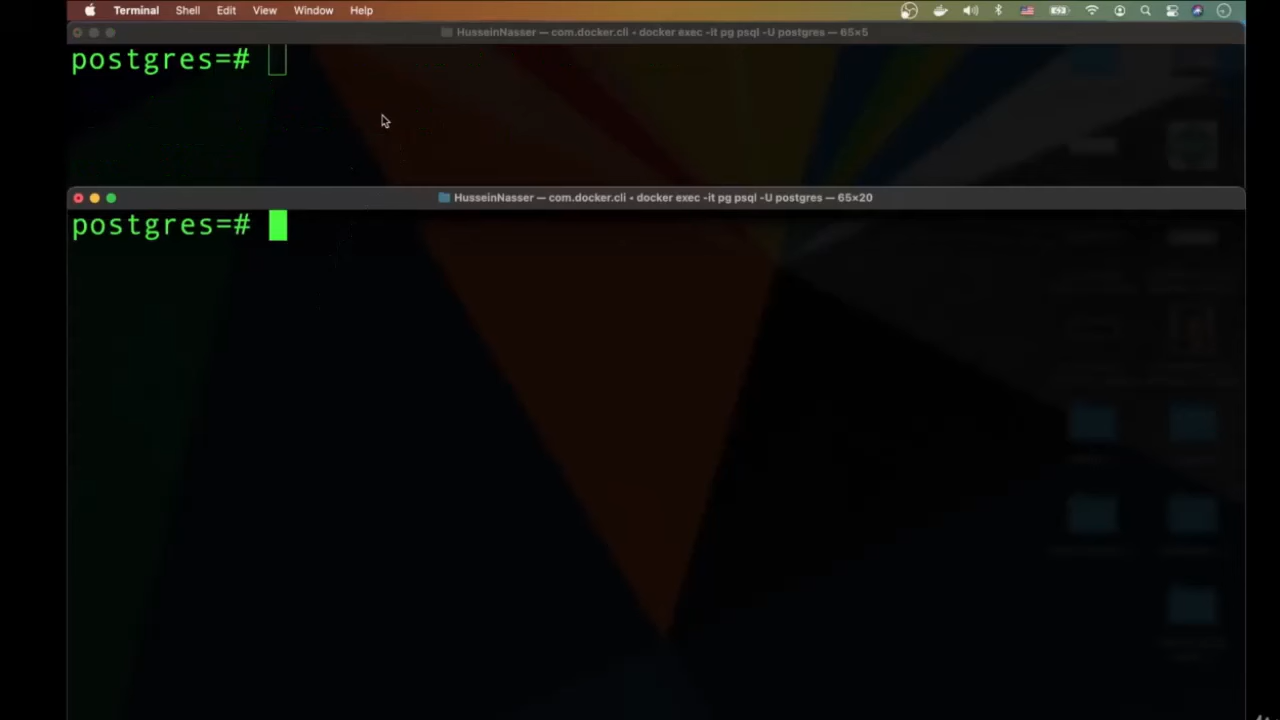 Terminal Shell Edit View Window Help
HusseinNasser — com.docker.cli ◂ docker exec -it pg psql -U postgres — 65×5
postgres=#
HusseinNasser — com.docker.cli ◂ docker exec -it pg psql -U postgres — 65×20
postgres=#